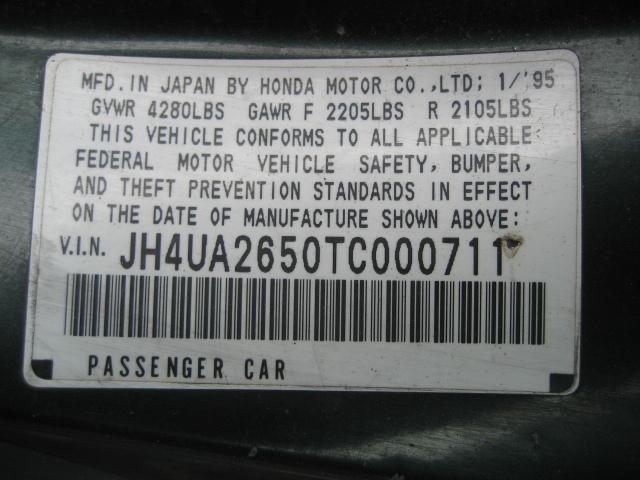 MFD. IN JAPAN BY HONDA MOTOR CO.,LTD; 1/'95
GVWR 4280LBS GAWR F 2205LBS R 2105LBS
THIS VEHICLE CONFORMS TO ALL APPLICABLE
FEDERAL MOTOR VEHICLE SAFETY, BUMPER,
AND THEFT PREVENTION STANDARDS IN EFFECT
ON THE DATE OF MANUFACTURE SHOWN ABOVE:
V.I.N. JH4UA2650TC000711
PASSENGER CAR